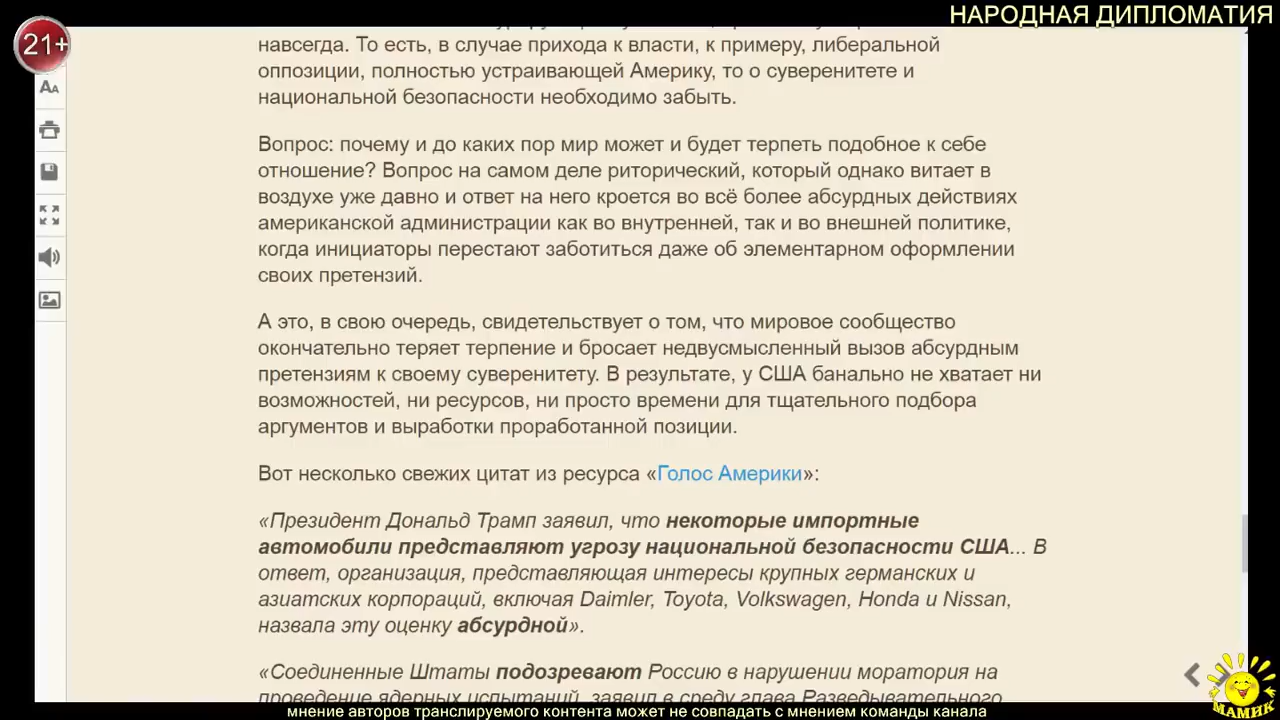 НАРОДНАЯ ДИПЛОМАТИЯ
21+
AA
навсегда. То есть, в случае прихода к власти, к примеру, либеральной
оппозиции, полностью устраивающей Америку, то о суверенитете и
национальной безопасности необходимо забыть.
Вопрос: почему и до каких пор мир может и будет терпеть подобное к себе
отношение? Вопрос на самом деле риторический, который однако витает в
воздухе уже давно и ответ на него кроется во всё более абсурдных действиях
американской администрации как во внутренней, так и во внешней политике,
когда инициаторы перестают заботиться даже об элементарном оформлении
своих претензий.
А это, в свою очередь, свидетельствует о том, что мировое сообщество
окончательно теряет терпение и бросает недвусмысленный вызов абсурдным
претензиям к своему суверенитету. В результате, у США банально не хватает ни
возможностей, ни ресурсов, ни просто времени для тщательного подбора
аргументов и выработки проработанной позиции.
Вот несколько свежих цитат из ресурса «Голос Америки»:
«Президент Дональд Трамп заявил, что некоторые импортные
автомобили представляют угрозу национальной безопасности США... В
ответ, организация, представляющая интересы крупных германских и
азиатских корпораций, включая Daimler, Toyota, Volkswagen, Honda и Nissan,
назвала эту оценку абсурдной».
«Соединенные Штаты подозревают Россию в нарушении моратория на
проведение ядерных испытаний, заявил в среду глава Разведывательного
МАМИК
мнение авторов транслируемого контента может не совпадать с мнением команды канала